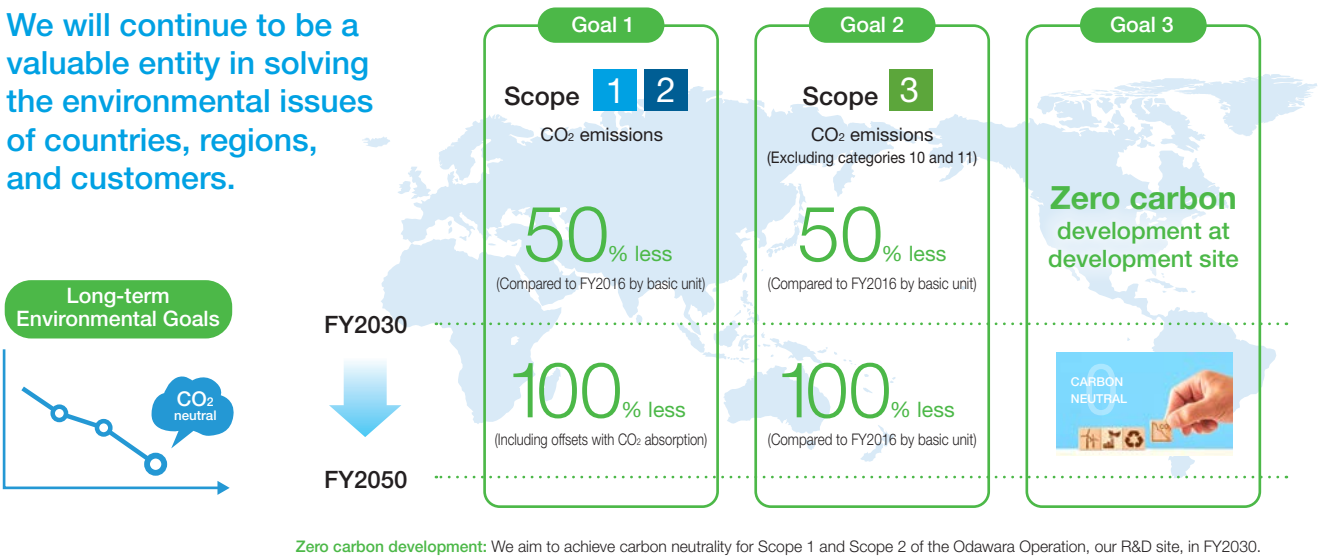 We will continue to be a
valuable entity in solving
the environmental issues
of countries, regions,
and customers.
Long-term
Environmental Goals
CO₂
neutral
FY2030
FY2050
Goal 1
Scope 1 2
CO₂ emissions
50% less
(Compared to FY2016 by basic unit)
100% less
(Including offsets with CO₂ absorption)
Goal 2
Scope 3
CO₂ emissions
(Excluding categories 10 and 11)
50% less
(Compared to FY2016 by basic unit)
100% less
(Compared to FY2016 by basic unit)
Goal 3
Zero carbon
development at
development site
0
CARBON
NEUTRAL
Zero carbon development: We aim to achieve carbon neutrality for Scope 1 and Scope 2 of the Odawara Operation, our R&D site, in FY2030.